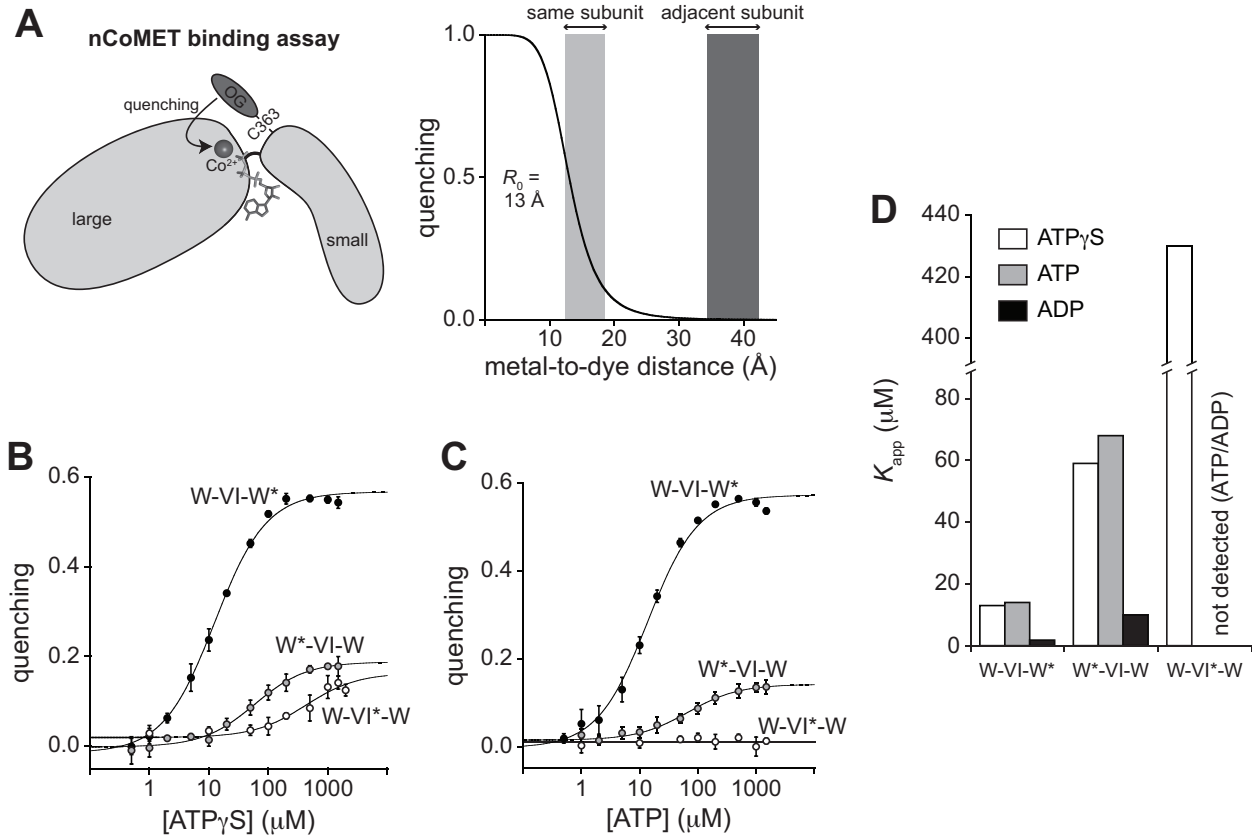 A
nCoMET binding assay
quenching
OG
C363
Co2+
large
small
same subunit
adjacent subunit
1.0
0.5
0.0
quenching
R0 =
13 Å
10
20
30
40
metal-to-dye distance (Å)
B
0.6
0.4
0.2
0.0
quenching
W-VI-W*
W*-VI-W
W-VI*-W
1
10
100
1000
[ATPγS] (μM)
C
0.6
0.4
0.2
0.0
quenching
W-VI-W*
W*-VI-W
W-VI*-W
1
10
100
1000
[ATP] (μM)
D
440
420
400
80
60
40
20
0
Kapp (μM)
ATPγS
ATP
ADP
not detected (ATP/ADP)
W-VI-W*
W*-VI-W
W-VI*-W